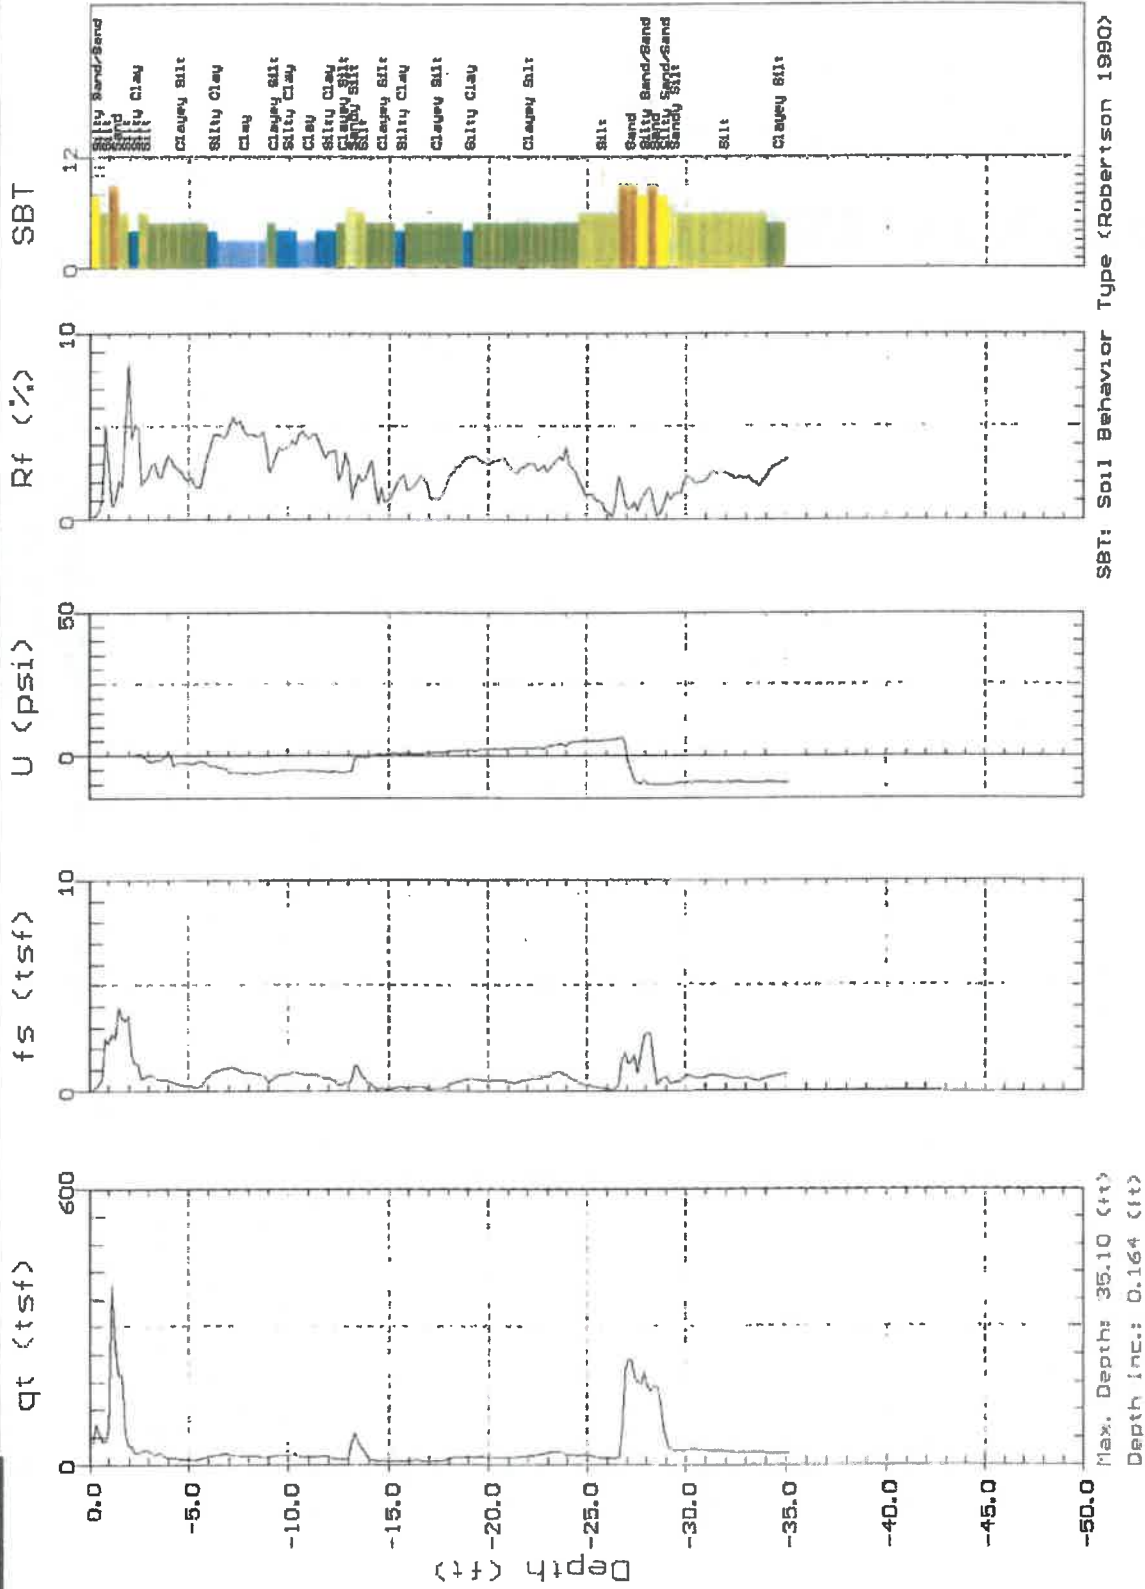 qt (tsf)
fs (tsf)
U (psi)
Rf (%)
SBT
0
600
0
10
0
50
0
10
0
12
Depth (ft)
0.0
-5.0
-10.0
-15.0
-20.0
-25.0
-30.0
-35.0
-40.0
-45.0
-50.0
Silty Sand/Sand
Silt
Sand
Silt
Silty Clay
Silt
Clayey Silt
Silty Clay
Clay
Clayey Silt
Silty Clay
Clay
Silty Clay
Clayey Silt
Sandy Silt
Silt
Clayey Silt
Silty Clay
Clayey Silt
Silty Clay
Clayey Silt
Silt
Sand
Silty Sand/Sand
Sand
Silty Sand/Sand
Sandy Silt
Silt
Clayey Silt
Max. Depth: 35.10 (ft)
Depth Inc.: 0.164 (ft)
SBT: Soil Behavior Type (Robertson 1990)